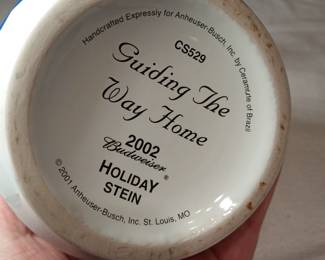 Handcrafted Expressly for Anheuser-Busch, Inc. by Ceramarte of Brazil
CS529
Guiding The
Way Home
2002
Budweiser®
HOLIDAY
STEIN
© 2001 Anheuser-Busch, Inc. St. Louis, MO